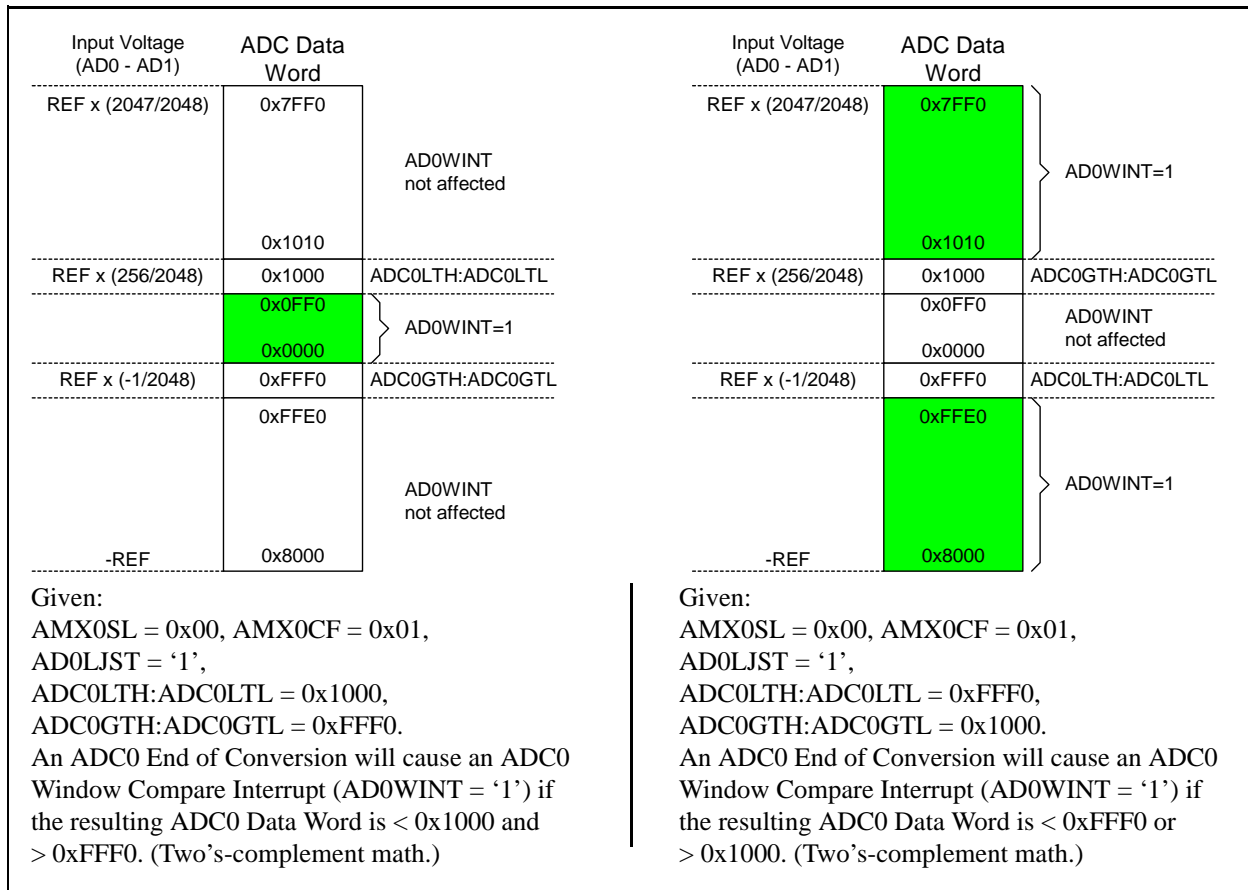 Input Voltage
(AD0 - AD1)
ADC Data
Word
REF x (2047/2048)
0x7FF0
AD0WINT
not affected
0x1010
REF x (256/2048)
0x1000
ADC0LTH:ADC0LTL
0x0FF0
AD0WINT=1
0x0000
REF x (-1/2048)
0xFFF0
ADC0GTH:ADC0GTL
0xFFE0
AD0WINT
not affected
-REF
0x8000
Given:
AMX0SL = 0x00, AMX0CF = 0x01,
AD0LJST = ‘1’,
ADC0LTH:ADC0LTL = 0x1000,
ADC0GTH:ADC0GTL = 0xFFF0.
An ADC0 End of Conversion will cause an ADC0
Window Compare Interrupt (AD0WINT = ‘1’) if
the resulting ADC0 Data Word is < 0x1000 and
> 0xFFF0. (Two’s-complement math.)
Input Voltage
(AD0 - AD1)
ADC Data
Word
REF x (2047/2048)
0x7FF0
AD0WINT=1
0x1010
REF x (256/2048)
0x1000
ADC0GTH:ADC0GTL
0x0FF0
AD0WINT
not affected
0x0000
REF x (-1/2048)
0xFFF0
ADC0LTH:ADC0LTL
0xFFE0
AD0WINT=1
-REF
0x8000
Given:
AMX0SL = 0x00, AMX0CF = 0x01,
AD0LJST = ‘1’,
ADC0LTH:ADC0LTL = 0xFFF0,
ADC0GTH:ADC0GTL = 0x1000.
An ADC0 End of Conversion will cause an ADC0
Window Compare Interrupt (AD0WINT = ‘1’) if
the resulting ADC0 Data Word is < 0xFFF0 or
> 0x1000. (Two’s-complement math.)